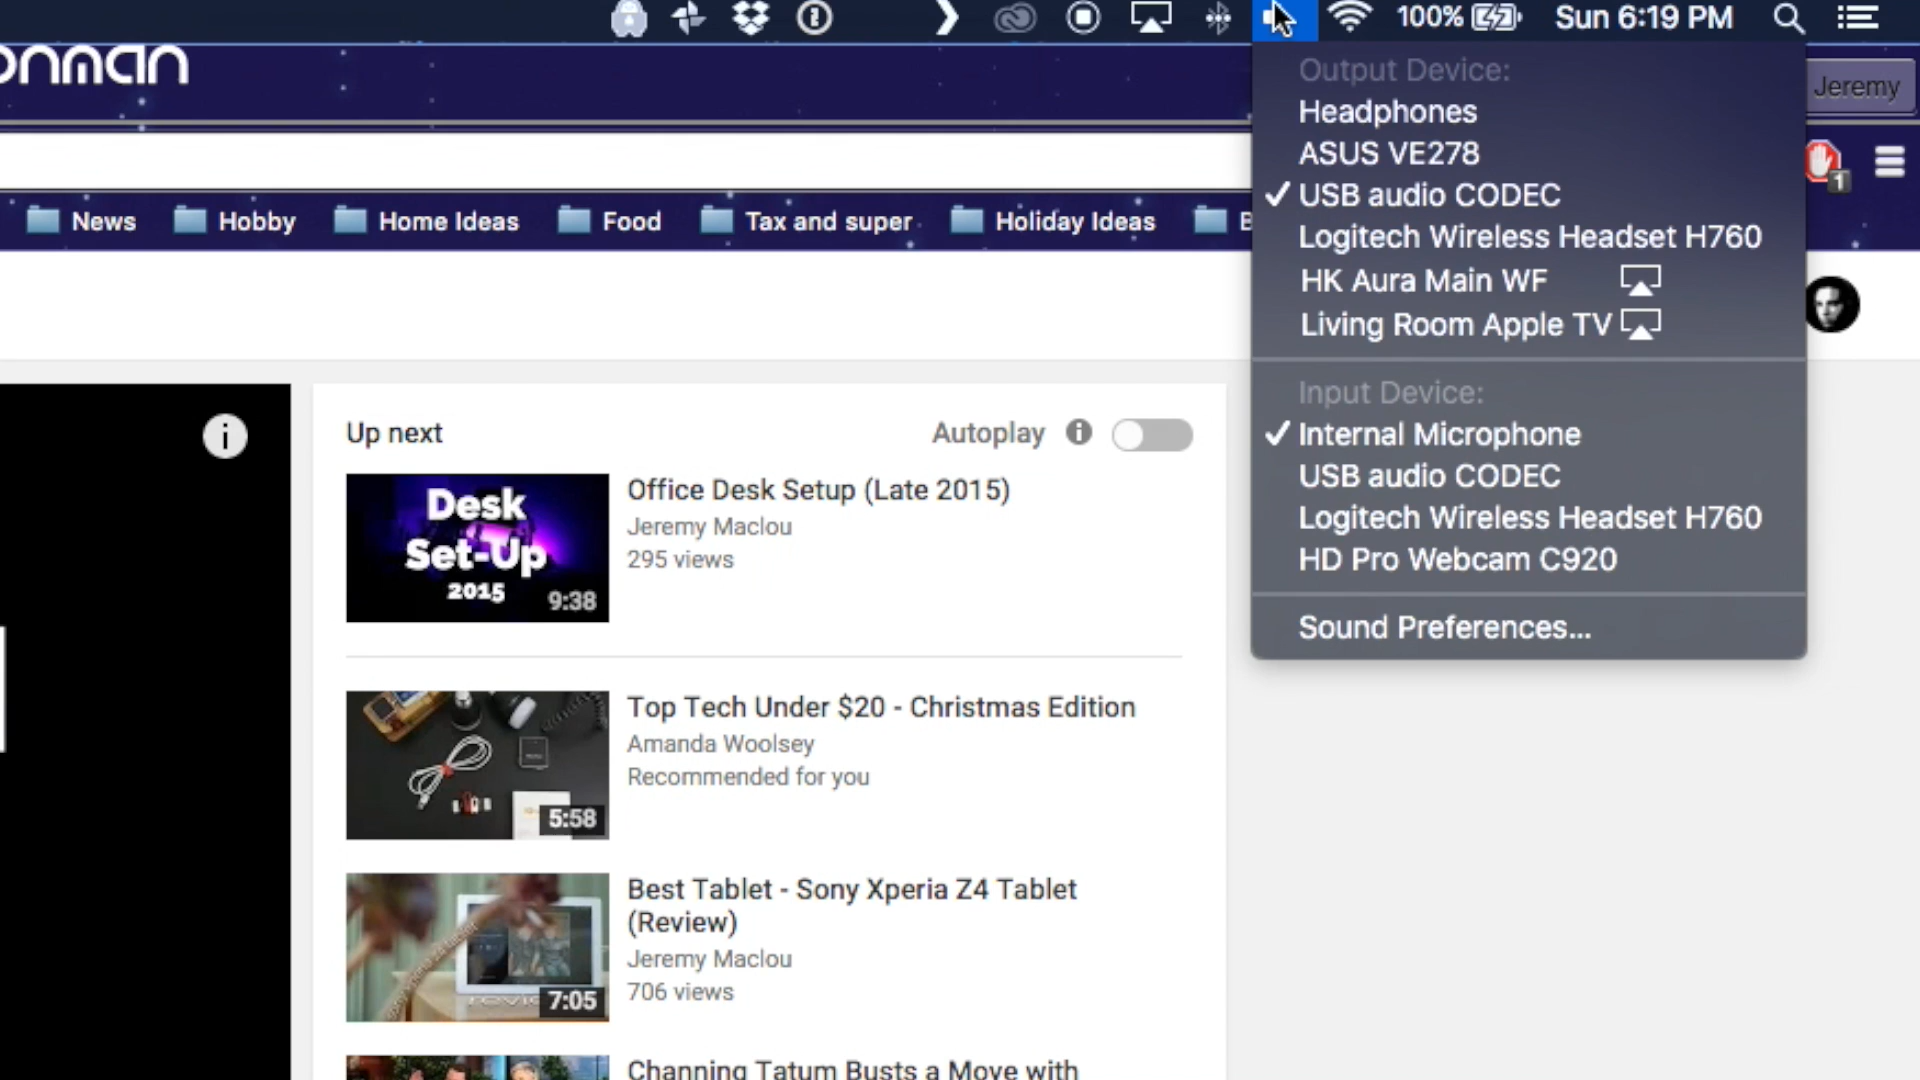 100%
Sun 6:19 PM
onman
Jeremy
1
News
Hobby
Home Ideas
Food
Tax and super
Holiday Ideas
B
Output Device:
Headphones
ASUS VE278
✓ USB audio CODEC
Logitech Wireless Headset H760
HK Aura Main WF
Living Room Apple TV
Input Device:
✓ Internal Microphone
USB audio CODEC
Logitech Wireless Headset H760
HD Pro Webcam C920
Sound Preferences...
Up next
Autoplay
Desk
Set-Up
2015
9:38
Office Desk Setup (Late 2015)
Jeremy Maclou
295 views
5:58
Top Tech Under $20 - Christmas Edition
Amanda Woolsey
Recommended for you
7:05
Best Tablet - Sony Xperia Z4 Tablet
(Review)
Jeremy Maclou
706 views
Channing Tatum Busts a Move with